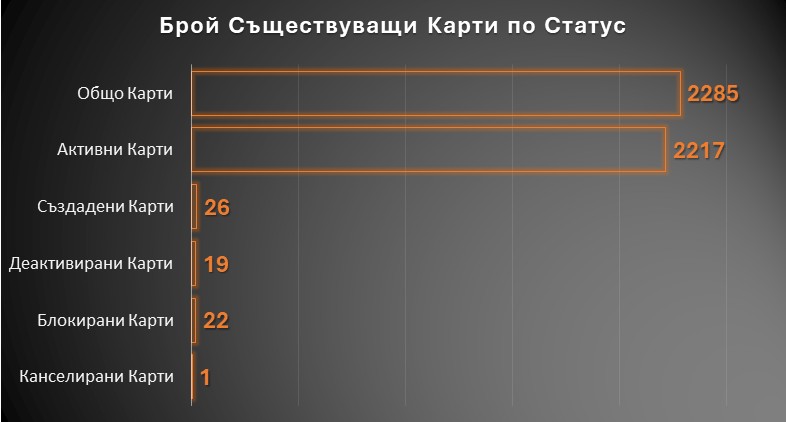 Брой Съществуващи Карти по Статус
Общо Карти 2285
Активни Карти 2217
Създадени Карти 26
Деактивирани Карти 19
Блокирани Карти 22
Канселирани Карти 1